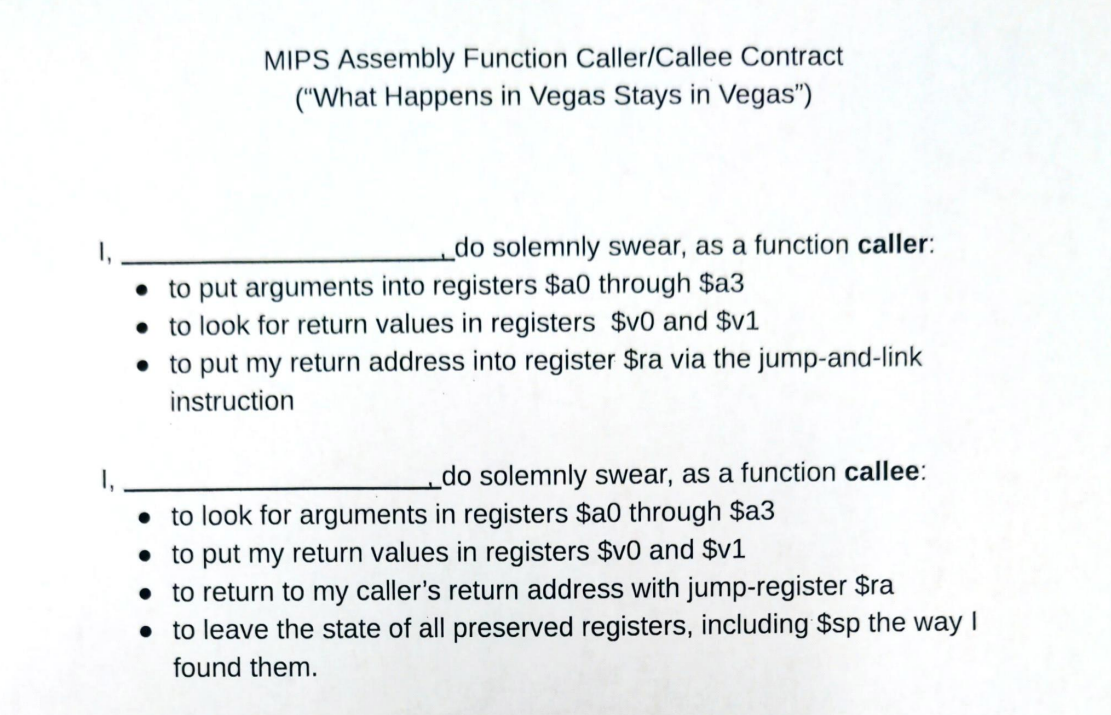 MIPS Assembly Function Caller/Callee Contract
(“What Happens in Vegas Stays in Vegas”)
I, ____________________, do solemnly swear, as a function caller:
● to put arguments into registers $a0 through $a3
● to look for return values in registers $v0 and $v1
● to put my return address into register $ra via the jump-and-link
instruction
I, ____________________, do solemnly swear, as a function callee:
● to look for arguments in registers $a0 through $a3
● to put my return values in registers $v0 and $v1
● to return to my caller’s return address with jump-register $ra
● to leave the state of all preserved registers, including $sp the way I
found them.